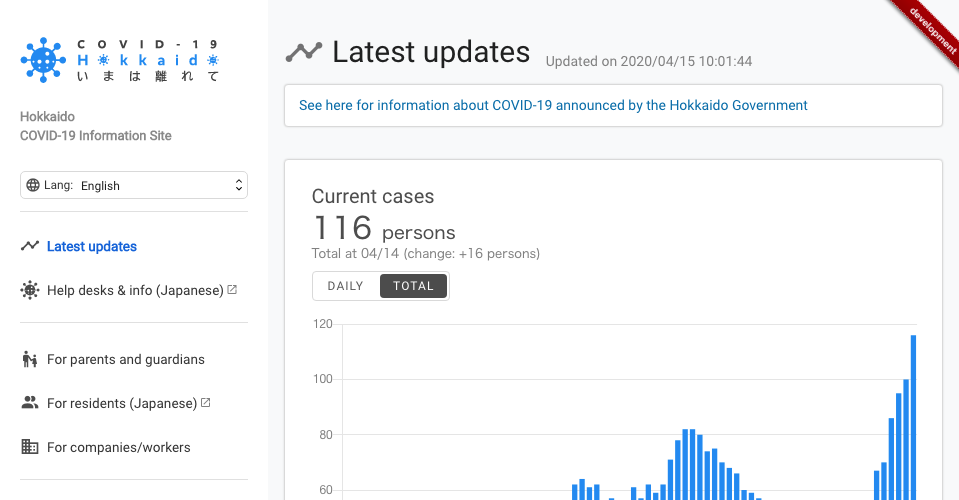 COVID-19
Hokkaido
いまは離れて
Hokkaido
COVID-19 Information Site
Lang: English
Latest updates
Help desks & info (Japanese)
For parents and guardians
For residents (Japanese)
For companies/workers
development
Latest updates Updated on 2020/04/15 10:01:44
See here for information about COVID-19 announced by the Hokkaido Government
Current cases
116 persons
Total at 04/14 (change: +16 persons)
DAILY TOTAL
120
100
80
60